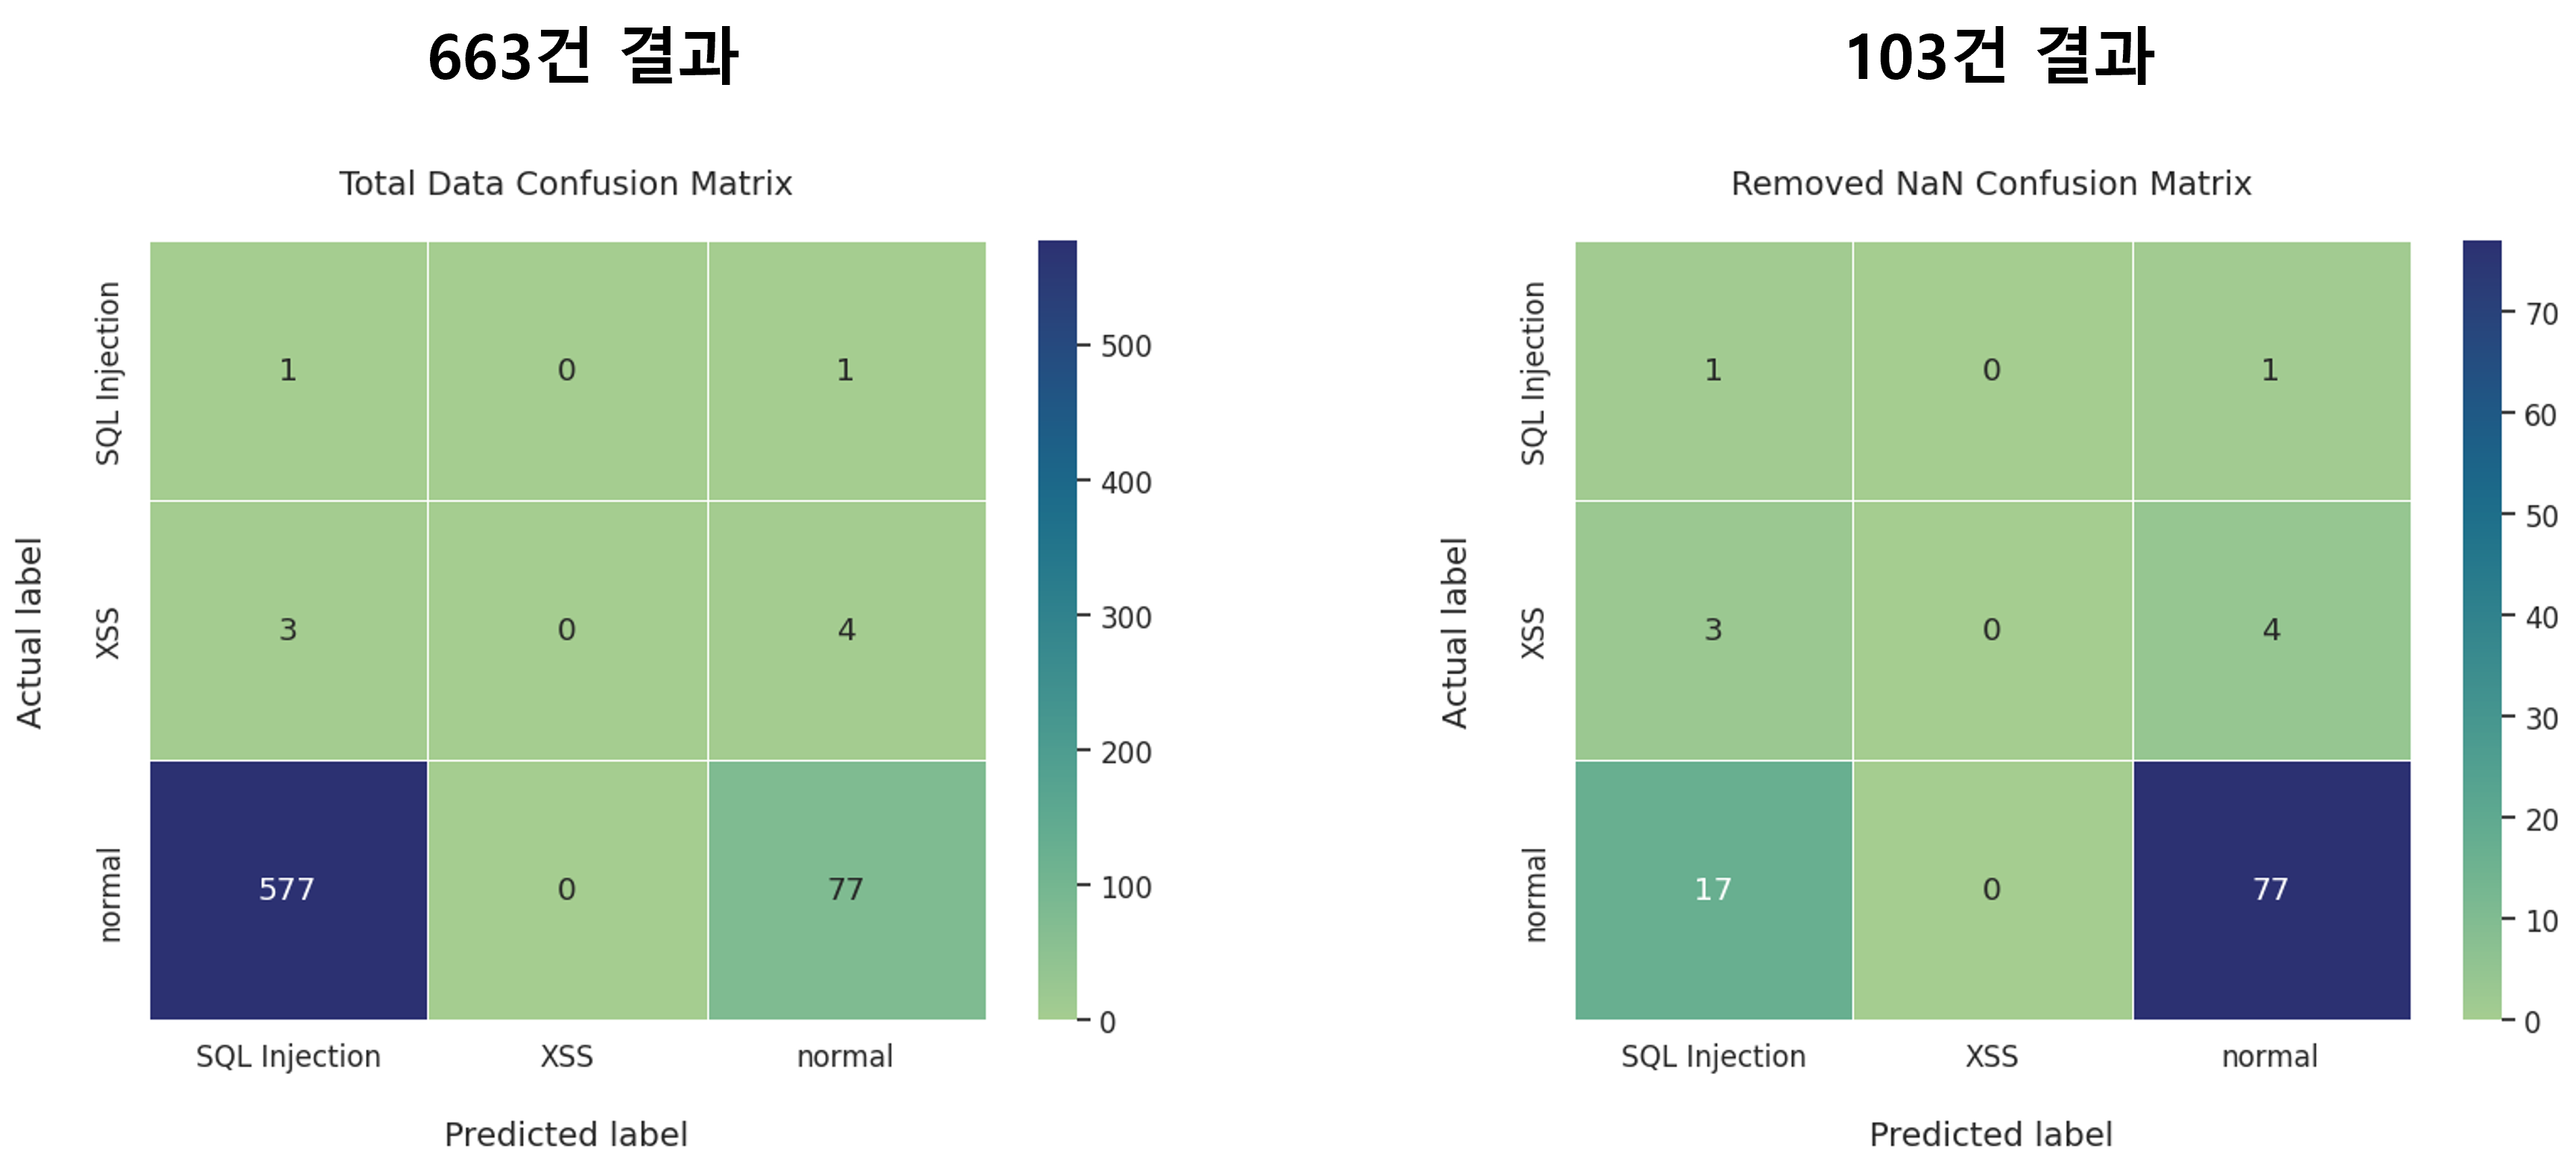 663건 결과
Total Data Confusion Matrix
Actual label
SQL Injection
1
0
1
XSS
3
0
4
normal
577
0
77
500
400
300
200
100
0
SQL Injection
XSS
normal
Predicted label
103건 결과
Removed NaN Confusion Matrix
Actual label
SQL Injection
1
0
1
XSS
3
0
4
normal
17
0
77
70
60
50
40
30
20
10
0
SQL Injection
XSS
normal
Predicted label